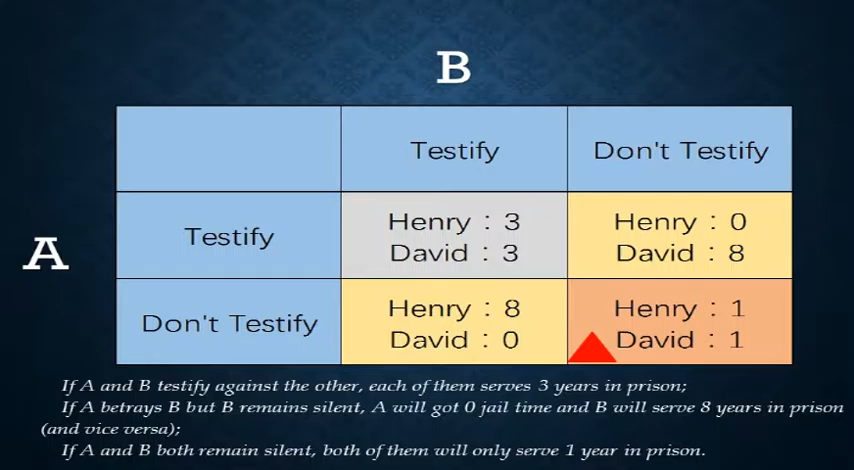 B
Testify
Don't Testify
A
Testify
Henry : 3
David : 3
Henry : 0
David : 8
Don't Testify
Henry : 8
David : 0
Henry : 1
David : 1
If A and B testify against the other, each of them serves 3 years in prison;
If A betrays B but B remains silent, A will got 0 jail time and B will serve 8 years in prison
(and vice versa);
If A and B both remain silent, both of them will only serve 1 year in prison.